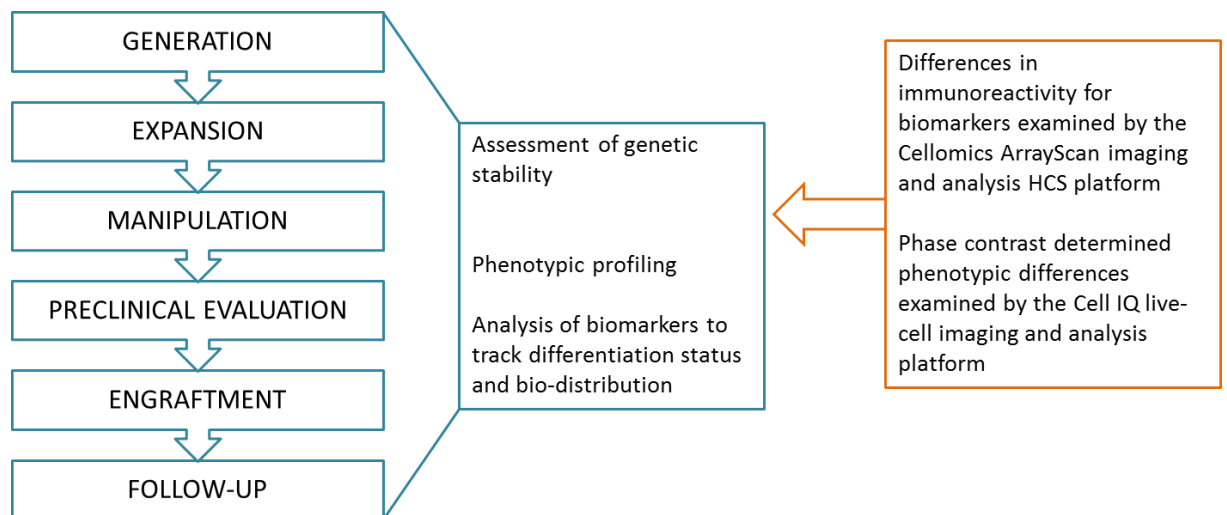 GENERATION
EXPANSION
MANIPULATION
PRECLINICAL EVALUATION
ENGRAFTMENT
FOLLOW-UP
Assessment of genetic
stability
Phenotypic profiling
Analysis of biomarkers to
track differentiation status
and bio-distribution
Differences in
immunoreactivity for
biomarkers examined by the
Cellomics ArrayScan imaging
and analysis HCS platform
Phase contrast determined
phenotypic differences
examined by the Cell IQ live-
cell imaging and analysis
platform